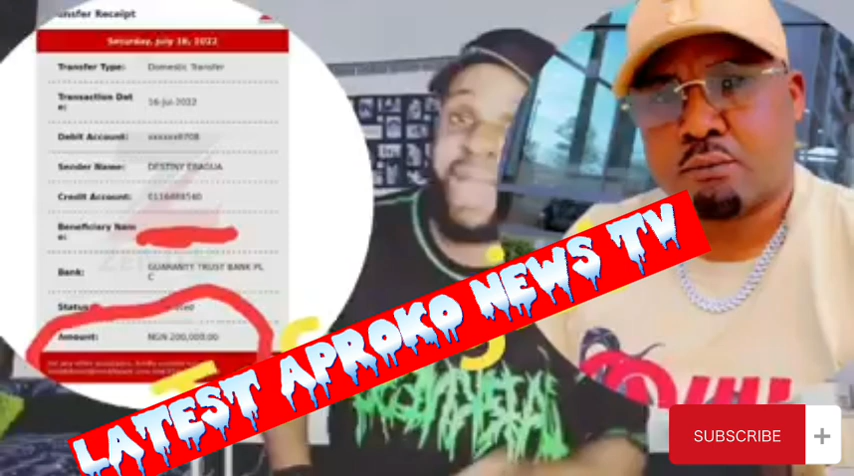 nsfer Receipt
Saturday, July 16, 2022
Transfer Type: Domestic Transfer
Transaction Dat
e: 16-Jul-2022
Debit Account: xxxxxx8708
Sender Name: DESTINY EBAGUA
Credit Account:
Beneficiary Nam
e:
Bank: GUARANTY TRUST BANK PL
C
Status
Amount: NGN 200,000.00
LATEST APROKO NEWS TV
SUBSCRIBE +